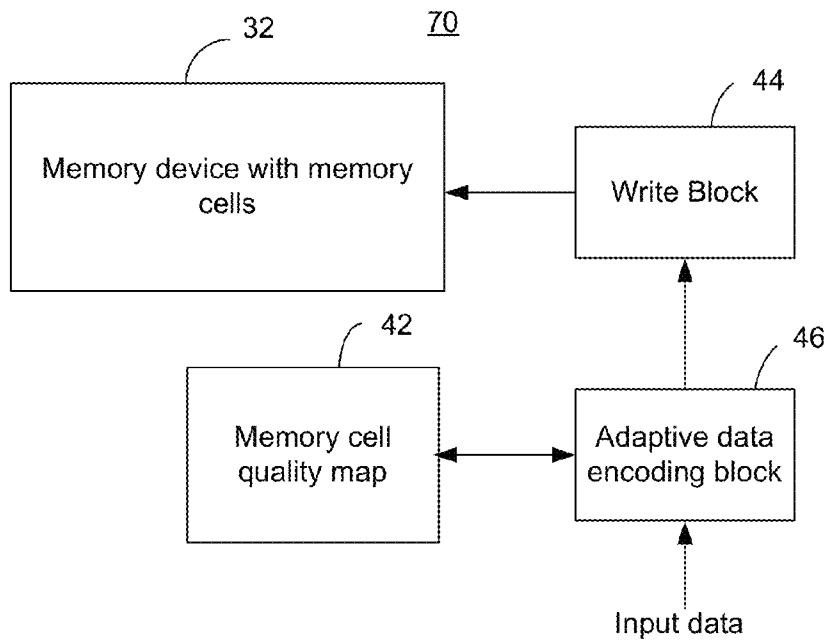 70
32
44
Memory device with memory
cells
Write Block
42
46
Memory cell
quality map
Adaptive data
encoding block
Input data